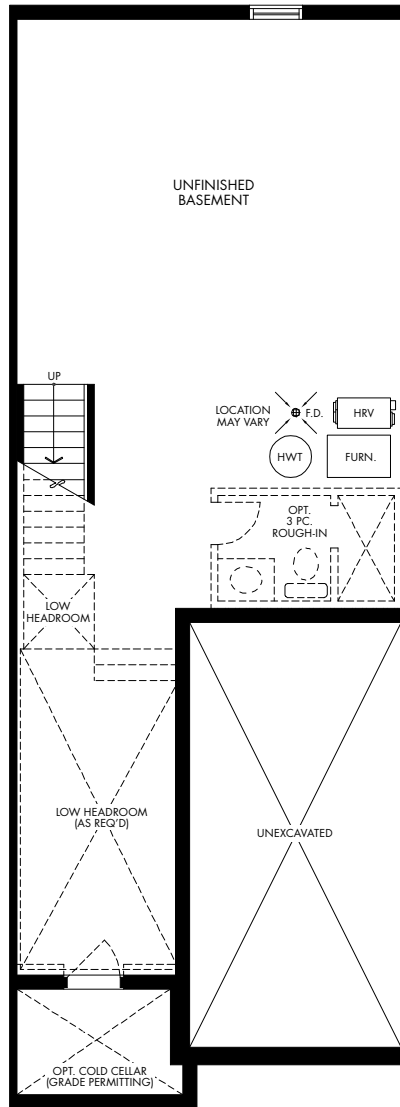 UNFINISHED
BASEMENT
UP
LOCATION
MAY VARY
F.D.
HRV
HWT
FURN.
OPT.
3 PC.
ROUGH-IN
LOW
HEADROOM
LOW HEADROOM
(AS REQ'D)
UNEXCAVATED
OPT. COLD CELLAR
(GRADE PERMITTING)